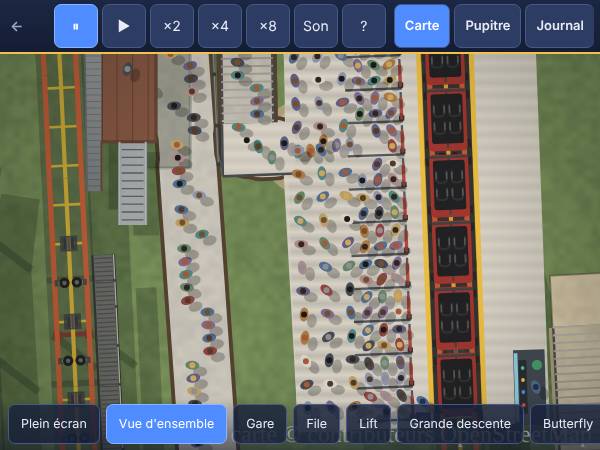 ← ⏸ ▶ ×2 ×4 ×8 Son ? Carte Pupitre Journal
Plein écran Vue d'ensemble Gare File Lift Grande descente Butterfly